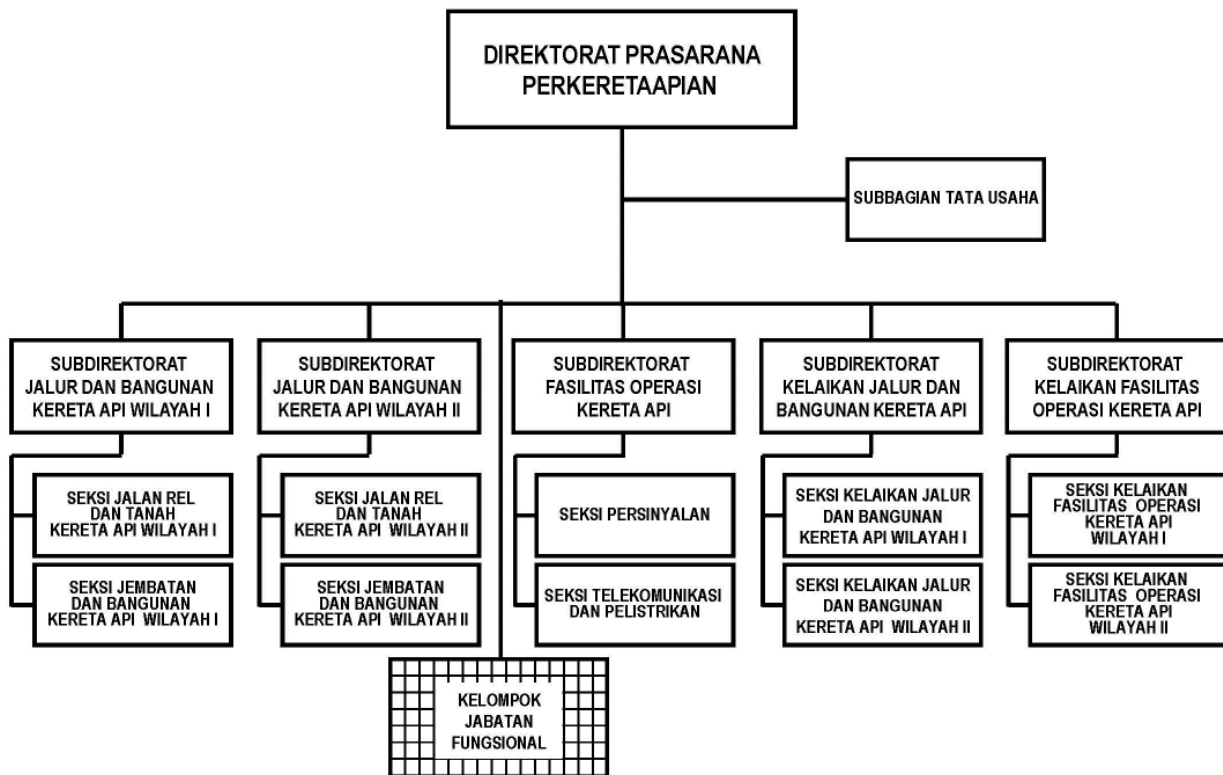 DIREKTORAT PRASARANA
PERKERETAAPIAN
SUBBAGIAN TATA USAHA
SUBDIREKTORAT
JALUR DAN BANGUNAN
KERETA API WILAYAH I
SUBDIREKTORAT
JALUR DAN BANGUNAN
KERETA API WILAYAH II
SUBDIREKTORAT
FASILITAS OPERASI
KERETA API
SUBDIREKTORAT
KELAIKAN JALUR DAN
BANGUNAN KERETA API
SUBDIREKTORAT
KELAIKAN FASILITAS
OPERASI KERETA API
SEKSI JALAN REL
DAN TANAH
KERETA API WILAYAH I
SEKSI JALAN REL
DAN TANAH
KERETA API WILAYAH II
SEKSI PERSINYALAN
SEKSI KELAIKAN JALUR
DAN BANGUNAN
KERETA API WILAYAH I
SEKSI KELAIKAN
FASILITAS OPERASI
KERETA API
WILAYAH I
SEKSI JEMBATAN
DAN BANGUNAN
KERETA API WILAYAH I
SEKSI JEMBATAN
DAN BANGUNAN
KERETA API WILAYAH II
SEKSI TELEKOMUNIKASI
DAN PELISTRIKAN
SEKSI KELAIKAN JALUR
DAN BANGUNAN
KERETA API WILAYAH II
SEKSI KELAIKAN
FASILITAS OPERASI
KERETA API
WILAYAH II
KELOMPOK
JABATAN
FUNGSIONAL